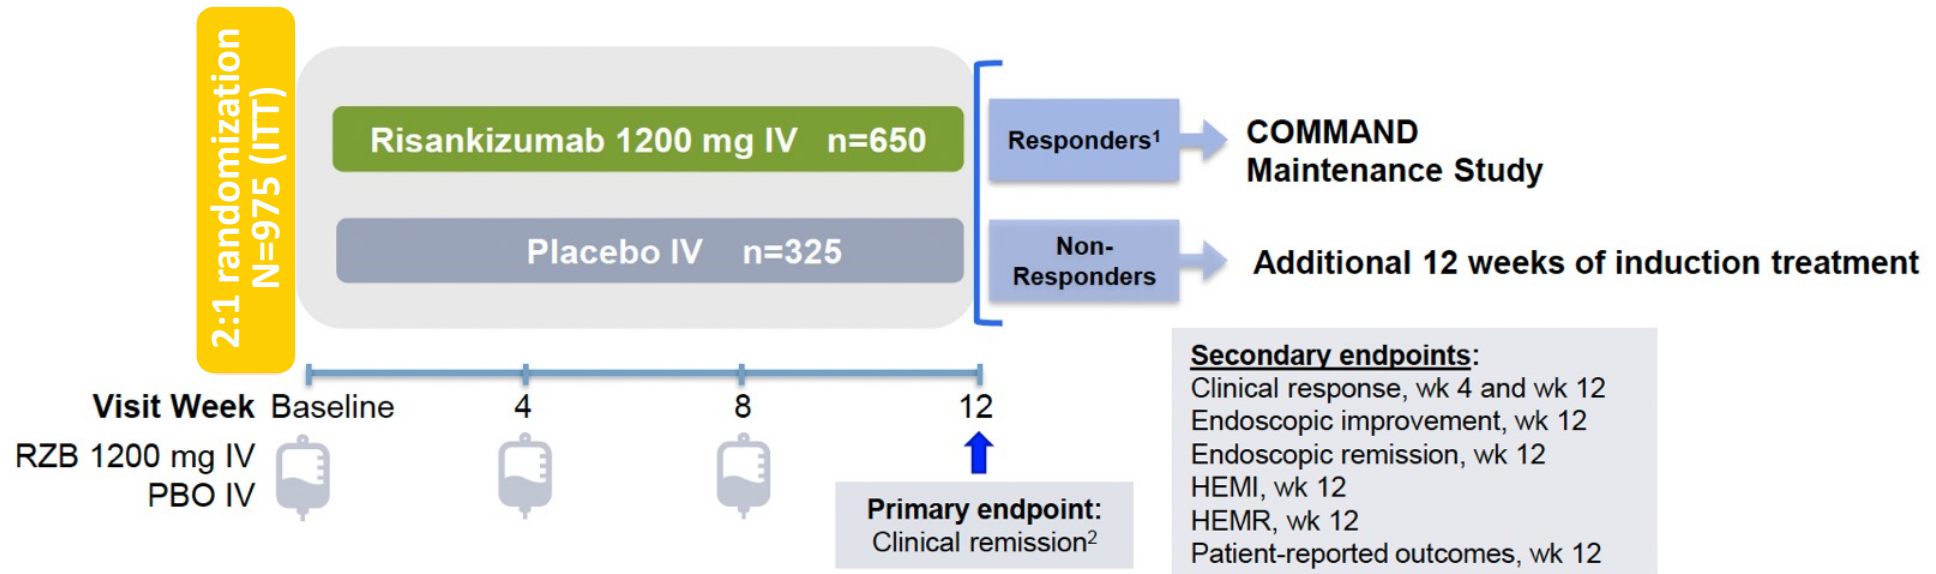 2:1 randomization
N=975 (ITT)
Risankizumab 1200 mg IV n=650
Placebo IV n=325
Responders¹
COMMAND
Maintenance Study
Non-
Responders
Additional 12 weeks of induction treatment
Visit Week Baseline 4 8 12
RZB 1200 mg IV
PBO IV
Primary endpoint:
Clinical remission²
Secondary endpoints:
Clinical response, wk 4 and wk 12
Endoscopic improvement, wk 12
Endoscopic remission, wk 12
HEMI, wk 12
HEMR, wk 12
Patient-reported outcomes, wk 12